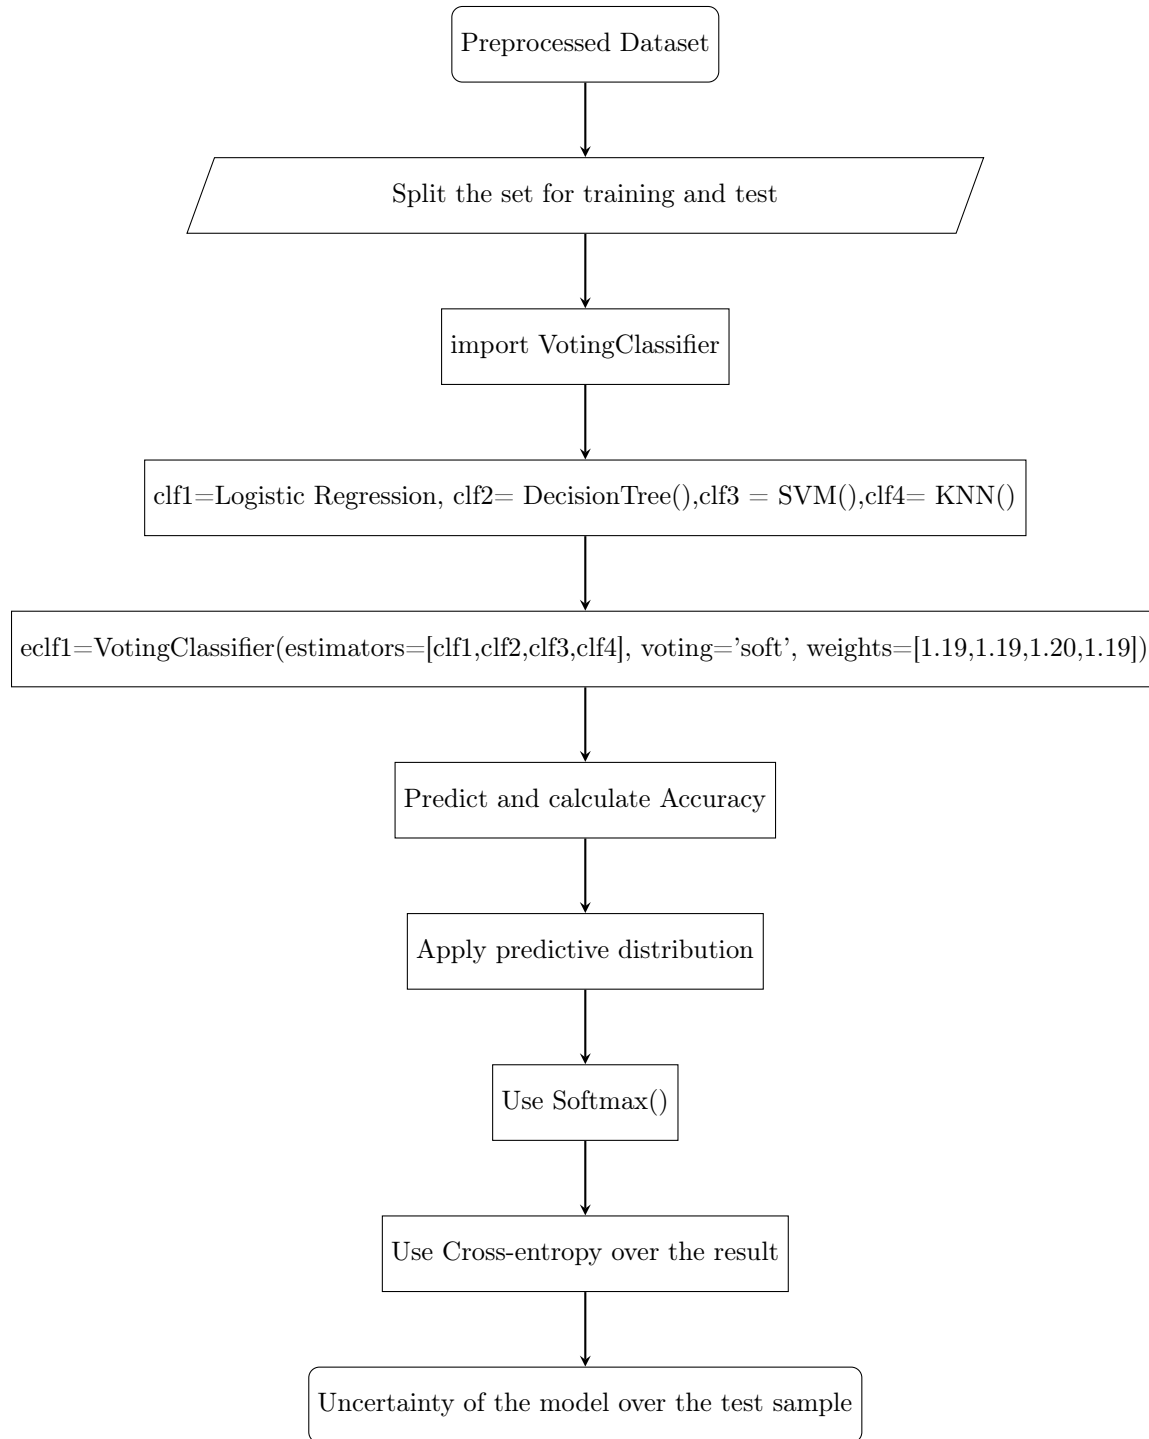 Preprocessed Dataset
Split the set for training and test
import VotingClassifier
clf1=Logistic Regression, clf2= DecisionTree(),clf3 = SVM(),clf4= KNN()
eclf1=VotingClassifier(estimators=[clf1,clf2,clf3,clf4], voting='soft', weights=[1.19,1.19,1.20,1.19])
Predict and calculate Accuracy
Apply predictive distribution
Use Softmax()
Use Cross-entropy over the result
Uncertainty of the model over the test sample